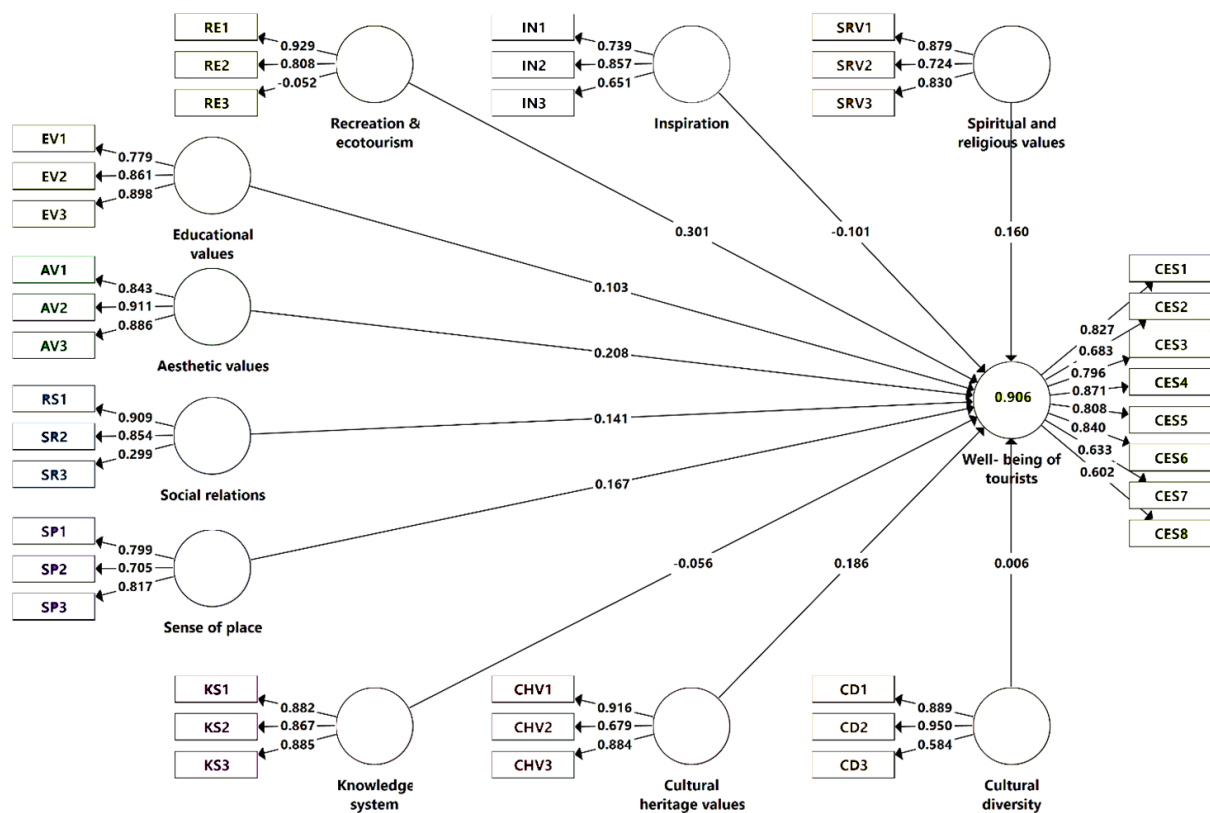 RE1
0.929
RE2
0.808
RE3
-0.052
Recreation &
ecotourism
IN1
0.739
IN2
0.857
IN3
0.651
Inspiration
SRV1
0.879
SRV2
0.724
SRV3
0.830
Spiritual and
religious values
EV1
0.779
EV2
0.861
EV3
0.898
Educational
values
AV1
0.843
AV2
0.911
AV3
0.886
Aesthetic values
RS1
0.909
SR2
0.854
SR3
0.299
Social relations
SP1
0.799
SP2
0.705
SP3
0.817
Sense of place
KS1
0.882
KS2
0.867
KS3
0.885
Knowledge
system
CHV1
0.916
CHV2
0.679
CHV3
0.884
Cultural
heritage values
CD1
0.889
CD2
0.950
CD3
0.584
Cultural
diversity
0.301
-0.101
0.160
0.103
0.208
0.141
0.167
-0.056
0.186
0.006
0.906
Well- being of
tourists
CES1
0.827
CES2
0.683
CES3
0.796
CES4
0.871
CES5
0.808
CES6
0.840
CES7
0.633
CES8
0.602